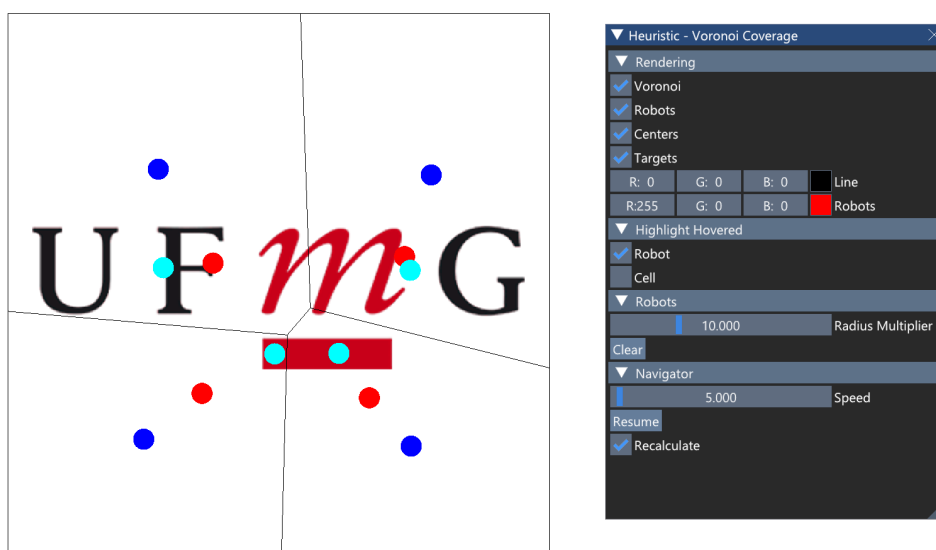 UFmG
Heuristic - Voronoi Coverage
Rendering
Voronoi
Robots
Centers
Targets
R: 0 G: 0 B: 0 Line
R:255 G: 0 B: 0 Robots
Highlight Hovered
Robot
Cell
Robots
10.000 Radius Multiplier
Clear
Navigator
5.000 Speed
Resume
Recalculate